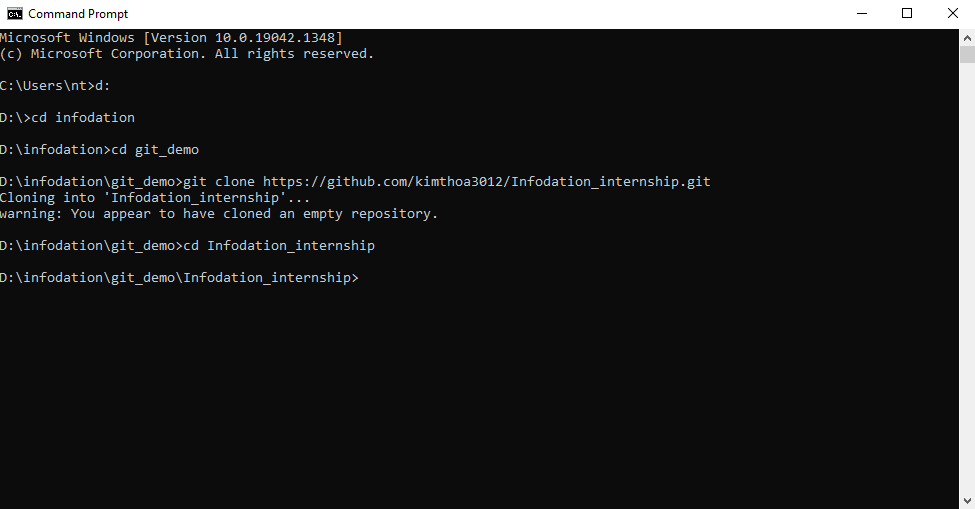 Command Prompt
Microsoft Windows [Version 10.0.19042.1348]
(c) Microsoft Corporation. All rights reserved.
C:\Users\nt>d:
D:\>cd infodation
D:\infodation>cd git_demo
D:\infodation\git_demo>git clone https://github.com/kimthoa3012/Infodation_internship.git
Cloning into 'Infodation_internship'...
warning: You appear to have cloned an empty repository.
D:\infodation\git_demo>cd Infodation_internship
D:\infodation\git_demo\Infodation_internship>